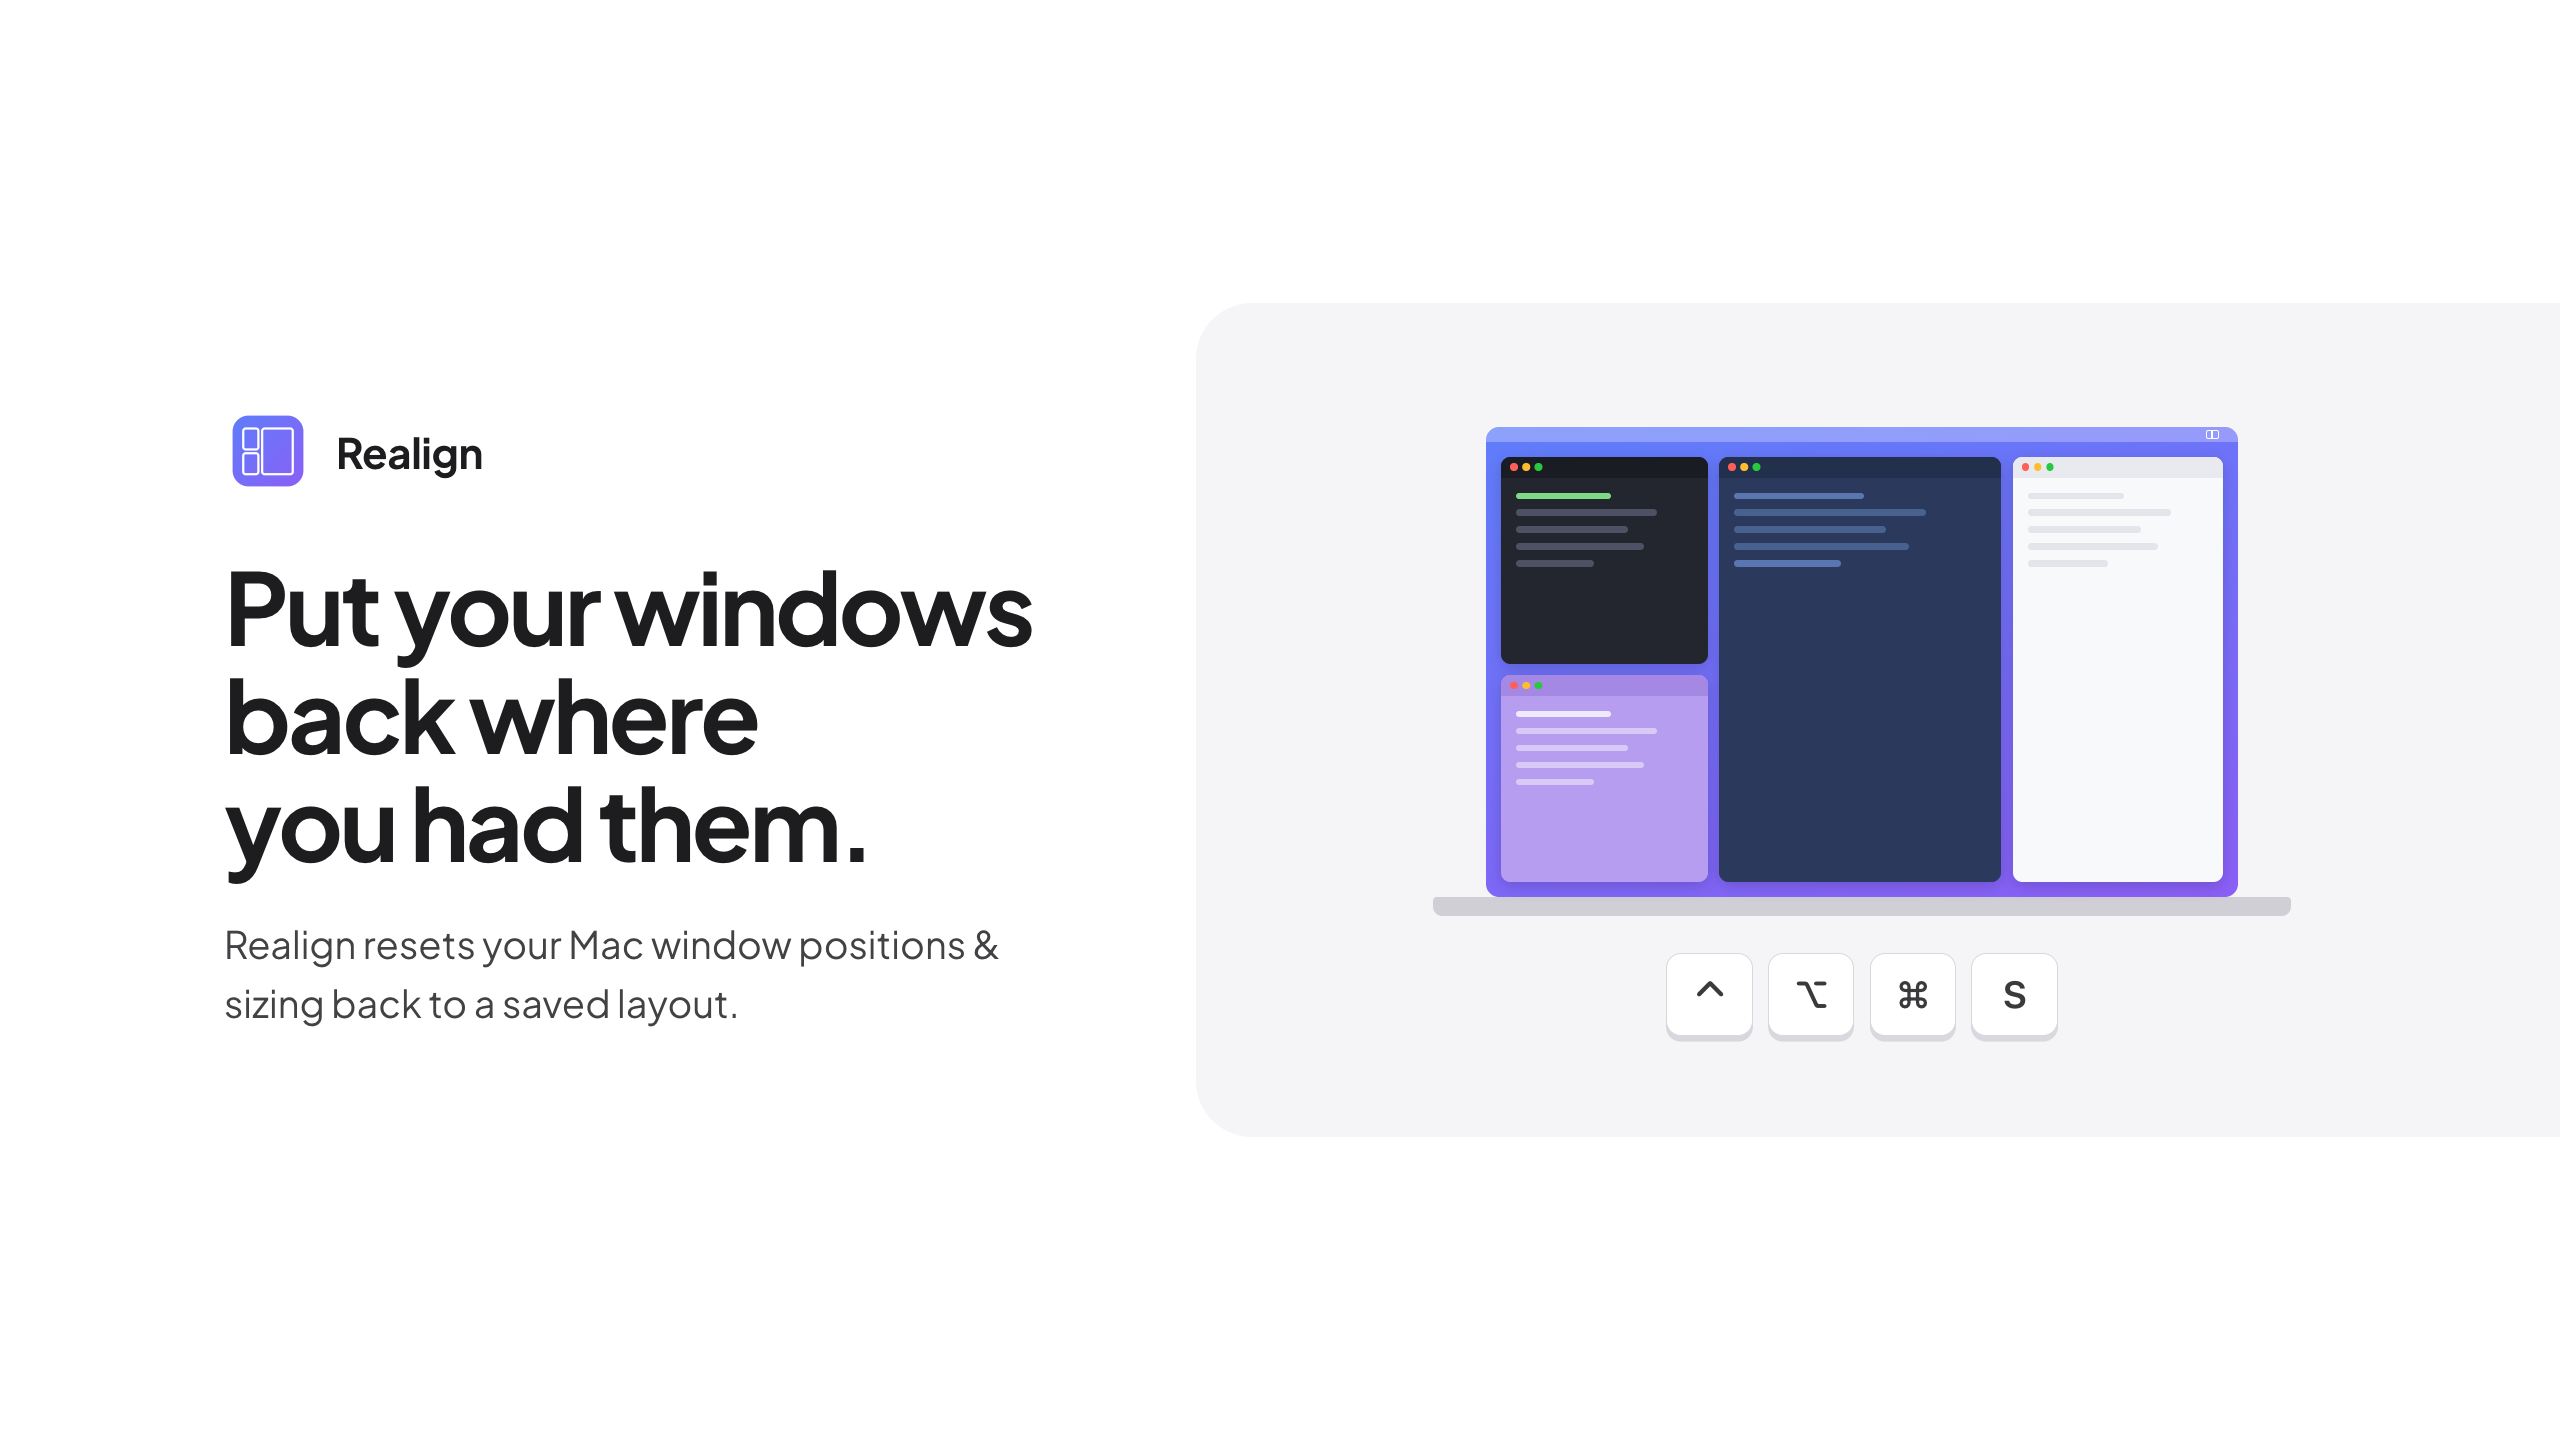 Realign
Put your windows
back where
you had them.
Realign resets your Mac window positions &
sizing back to a saved layout.
⌃ ⌥ ⌘ S